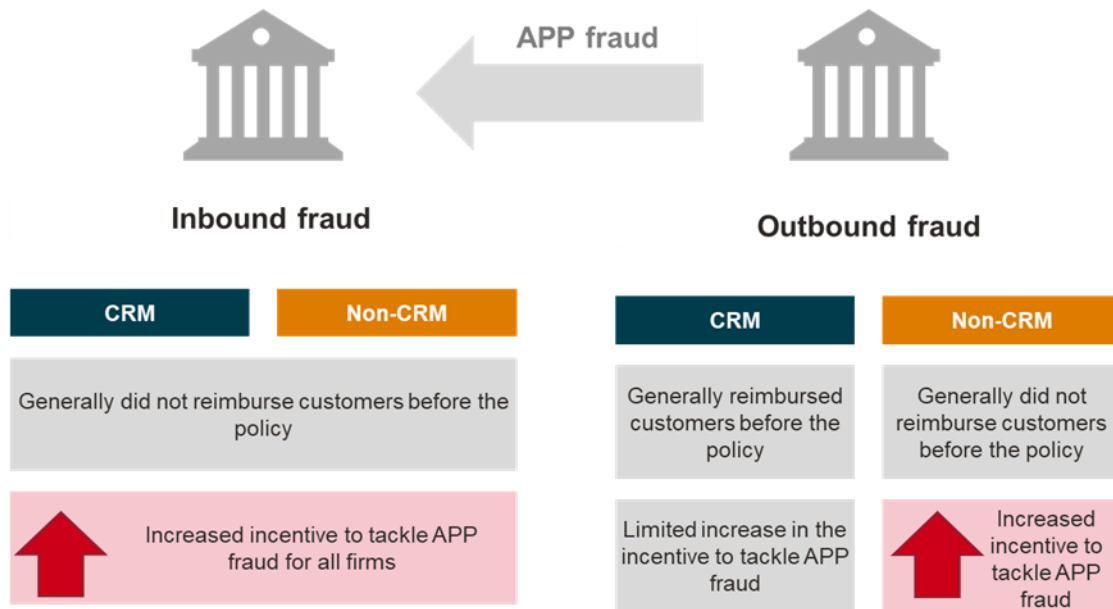 APP fraud
Inbound fraud
Outbound fraud
CRM
Non-CRM
Generally did not reimburse customers before the
policy
Increased incentive to tackle APP
fraud for all firms
CRM
Non-CRM
Generally reimbursed
customers before the
policy
Generally did not
reimburse customers
before the policy
Limited increase in the
incentive to tackle APP
fraud
Increased
incentive to
tackle APP
fraud